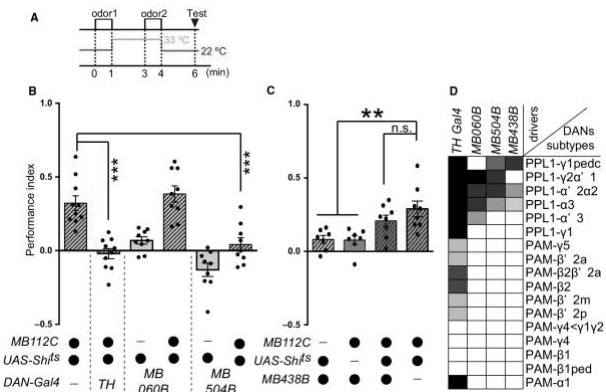 A
odor1 odor2 Test
33 ºC
22 ºC
0 1 3 4 6 (min)
B
Performance index
1.0
0.5
0.0
−0.5
***
***
MB112C
UAS-Shits
DAN-Gal4 – TH MB 060B MB 504B
C
1.0
0.5
0.0
−0.5
**
n.s.
MB112C
UAS-Shits
MB438B
D
TH Gal4
MB060B
MB504B
MB438B
drivers
DANs
subtypes
PPL1-γ1pedc
PPL1-γ2α' 1
PPL1-α' 2α2
PPL1-α3
PPL1-α' 3
PPL1-γ1
PAM-γ5
PAM-β' 2a
PAM-β2β' 2a
PAM-β2
PAM-β' 2m
PAM-β' 2p
PAM-γ4<γ1γ2
PAM-γ4
PAM-β1
PAM-β1ped
PAM-α1